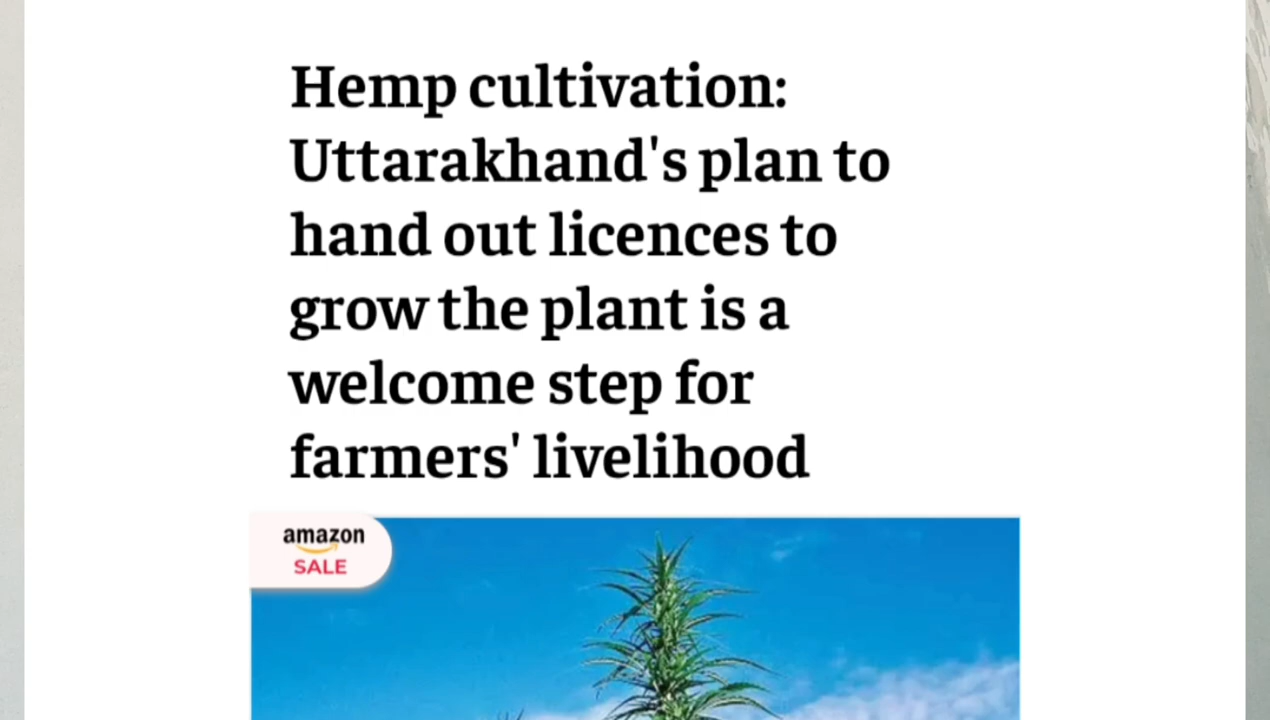 Hemp cultivation:
Uttarakhand's plan to
hand out licences to
grow the plant is a
welcome step for
farmers' livelihood
amazon
SALE